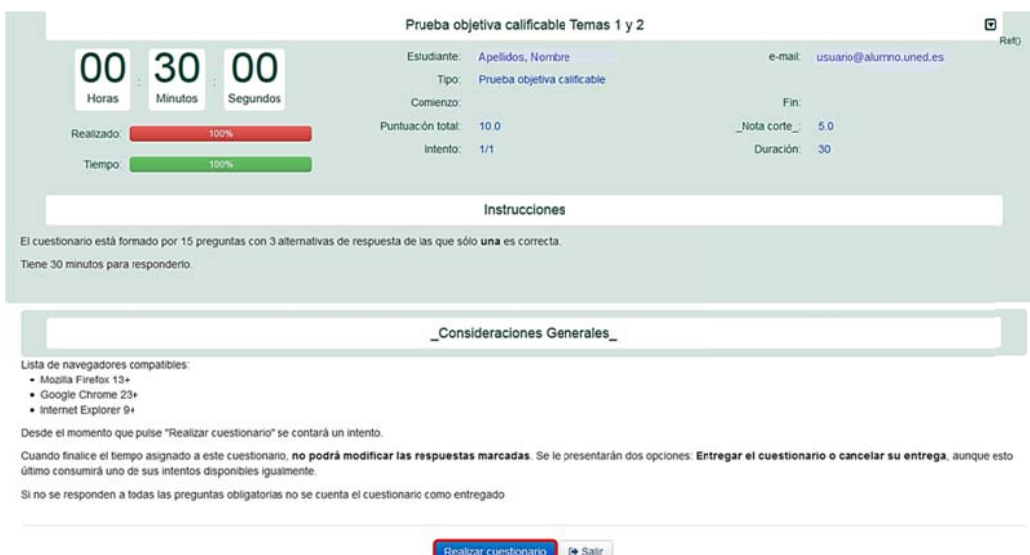 Prueba objetiva calificable Temas 1 y 2
Ref()
00 : 30 : 00
Horas Minutos Segundos
Realizado: 100%
Tiempo: 100%
Estudiante: Apellidos, Nombre e-mail: usuario@alumno.uned.es
Tipo: Prueba objetiva calificable
Comienzo: Fin:
Puntuación total: 10.0 _Nota corte_: 5.0
Intento: 1/1 Duración: 30
Instrucciones
El cuestionario está formado por 15 preguntas con 3 alternativas de respuesta de las que sólo una es correcta.
Tiene 30 minutos para responderlo.
_Consideraciones Generales_
Lista de navegadores compatibles:
• Mozilla Firefox 13+
• Google Chrome 23+
• Internet Explorer 9+
Desde el momento que pulse "Realizar cuestionario" se contará un intento.
Cuando finalice el tiempo asignado a este cuestionario, no podrá modificar las respuestas marcadas. Se le presentarán dos opciones: Entregar el cuestionario o cancelar su entrega, aunque esto
último consumirá uno de sus intentos disponibles igualmente.
Si no se responden a todas las preguntas obligatorias no se cuenta el cuestionario como entregado
Realizar cuestionario Salir